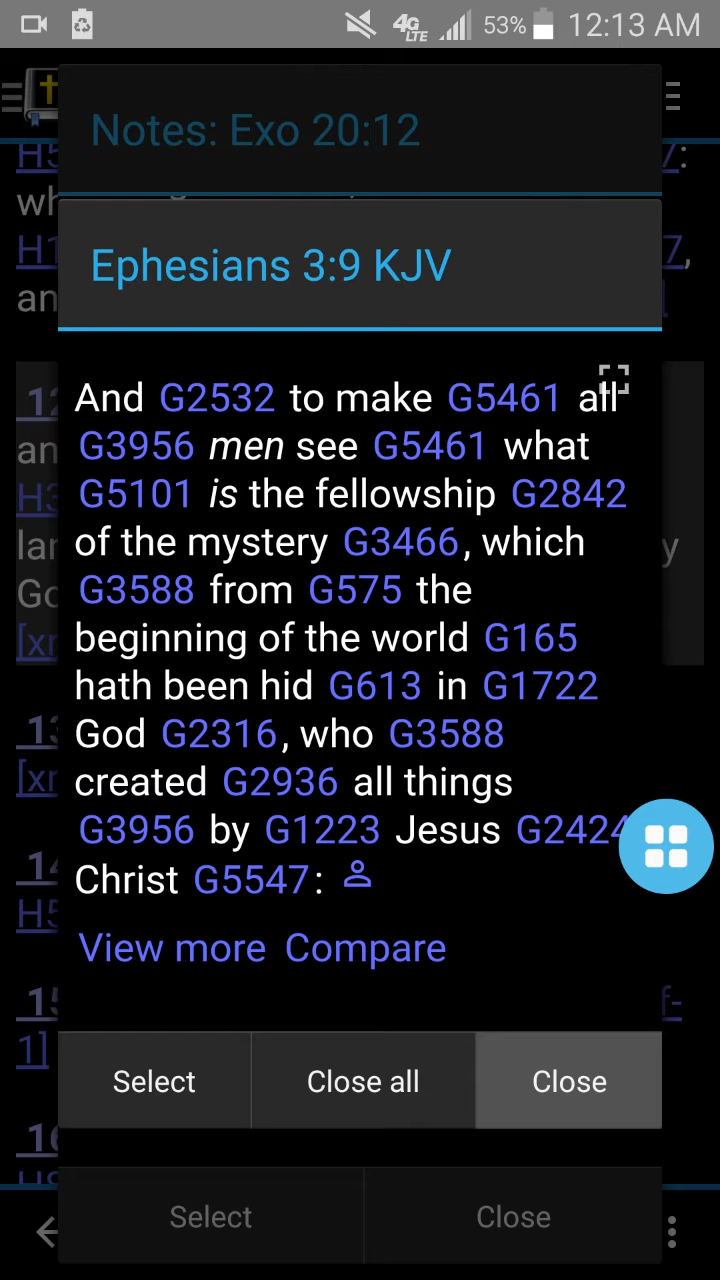 53% 12:13 AM
4G LTE
Notes: Exo 20:12
Ephesians 3:9 KJV
And G2532 to make G5461 all
G3956 men see G5461 what
G5101 is the fellowship G2842
of the mystery G3466, which
G3588 from G575 the
beginning of the world G165
hath been hid G613 in G1722
God G2316, who G3588
created G2936 all things
G3956 by G1223 Jesus G2424
Christ G5547:
View more Compare
Select Close all Close
Select Close